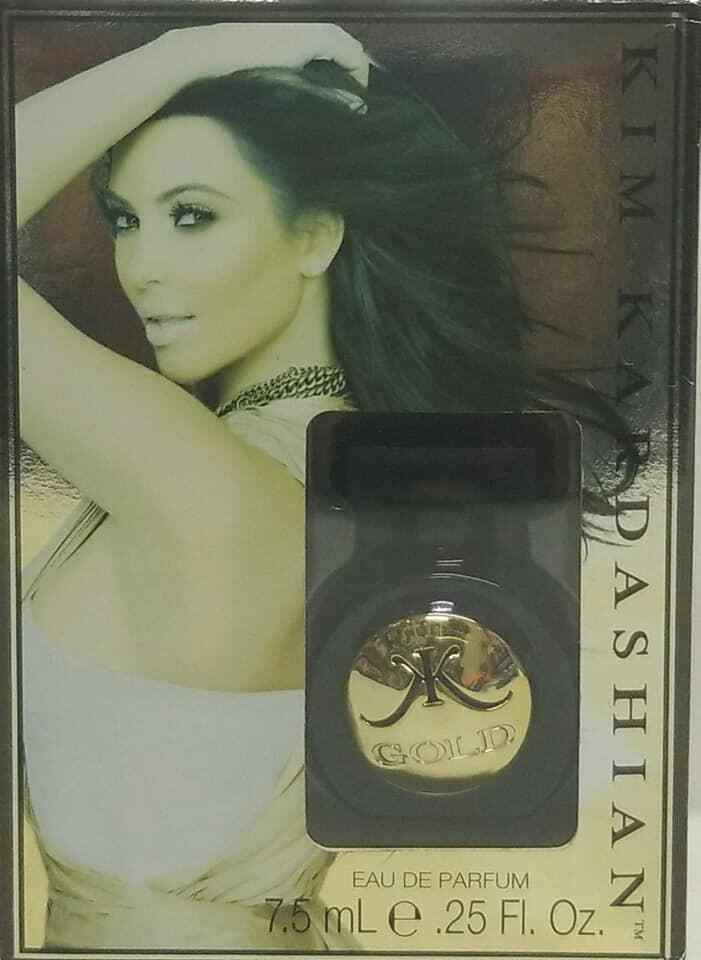 KIM KARDASHIAN™
GOLD
EAU DE PARFUM
7.5 mL e .25 Fl. Oz.